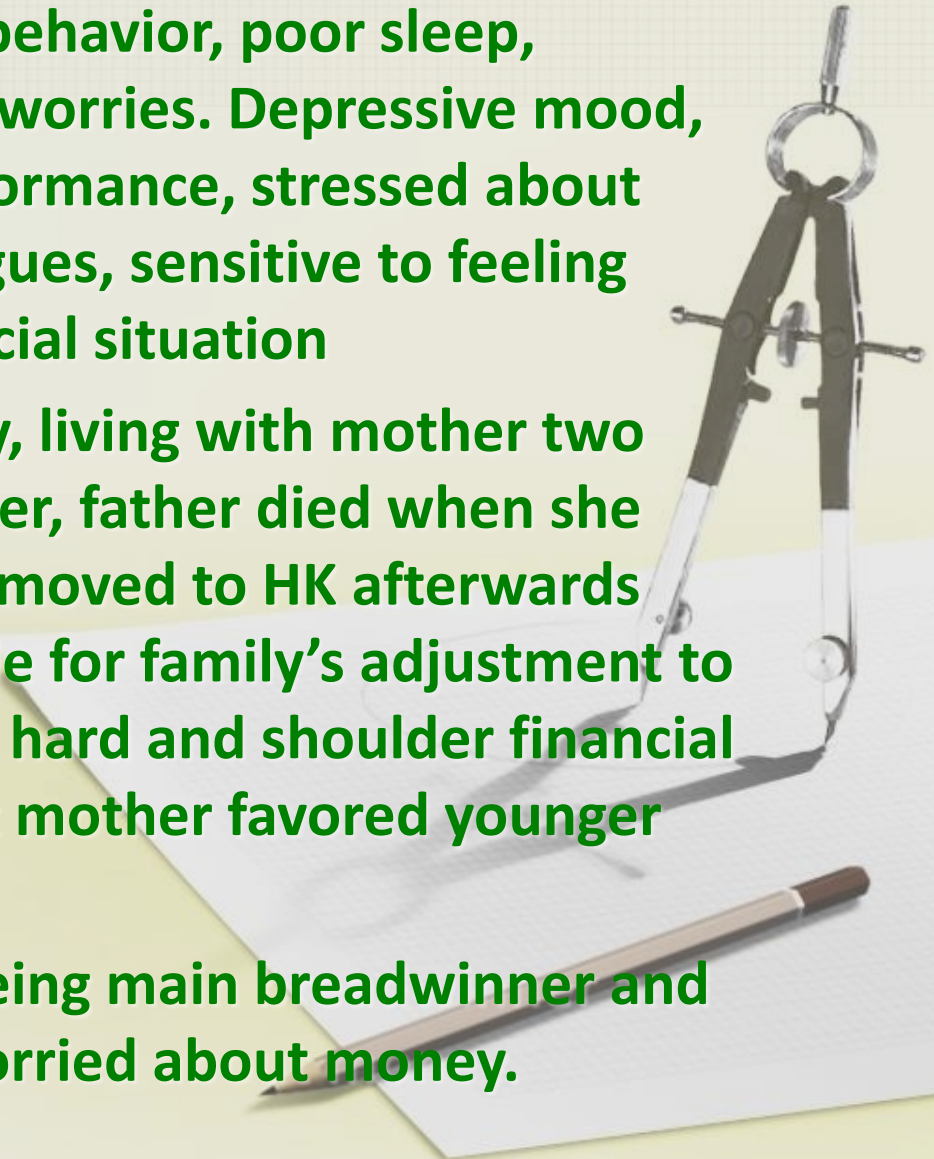 behavior, poor sleep,
worries. Depressive mood,
ormance, stressed about
gues, sensitive to feeling
cial situation
y, living with mother two
er, father died when she
moved to HK afterwards
e for family’s adjustment to
hard and shoulder financial
mother favored younger
eing main breadwinner and
orried about money.